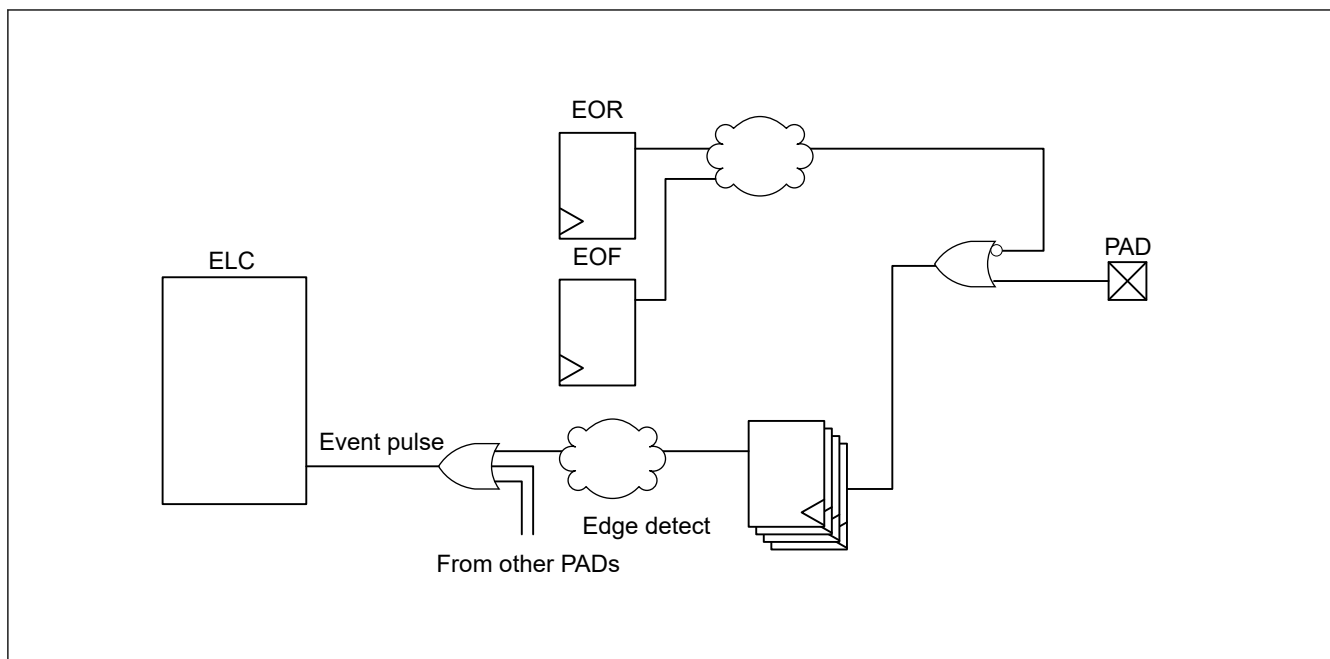 EOR
EOF
PAD
ELC
Event pulse
Edge detect
From other PADs